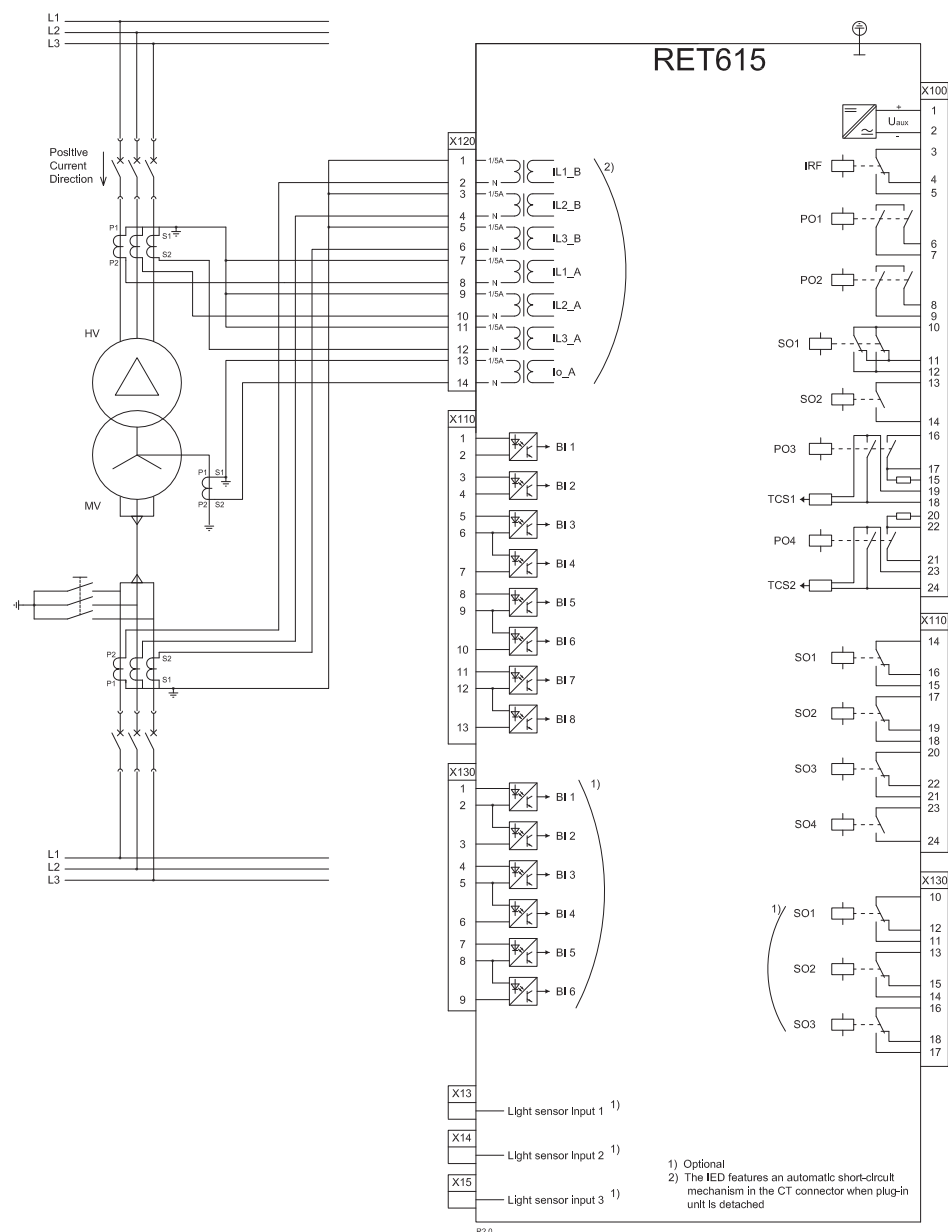 L1
L2
L3
RET615
Positive
Current
Direction
P1
S1
P2
S2
HV
MV
P1 S1
P2 S2
P2
S2
P1
S1
L1
L2
L3
X120
1 1/5A IL1_B 2)
2 N
3 1/5A IL2_B
4 N
5 1/5A IL3_B
6 N
7 1/5A IL1_A
8 N
9 1/5A IL2_A
10 N
11 1/5A IL3_A
12 N
13 1/5A Io_A
14 N
X110
1
BI 1
2
3
BI 2
4
5
BI 3
6
BI 4
7
8
BI 5
9
BI 6
10
11
BI 7
12
BI 8
13
X130
1
BI 1 1)
2
BI 2
3
4
BI 3
5
BI 4
6
7
BI 5
8
BI 6
9
X13
Light sensor input 1 1)
X14
Light sensor input 2 1)
X15
Light sensor input 3 1)
X100
+ 1
Uaux
- 2
3
IRF
4
5
PO1
6
7
PO2
8
9
10
SO1
11
12
13
SO2
14
16
PO3
17
15
19
TCS1
18
20
22
PO4
21
23
TCS2 24
X110
14
SO1
16
15
17
SO2
19
18
20
SO3
22
21
23
SO4
24
X130
10
1) SO1
12
11
13
SO2
15
14
16
SO3
18
17
1) Optional
2) The IED features an automatic short-circuit
mechanism in the CT connector when plug-in
unit is detached